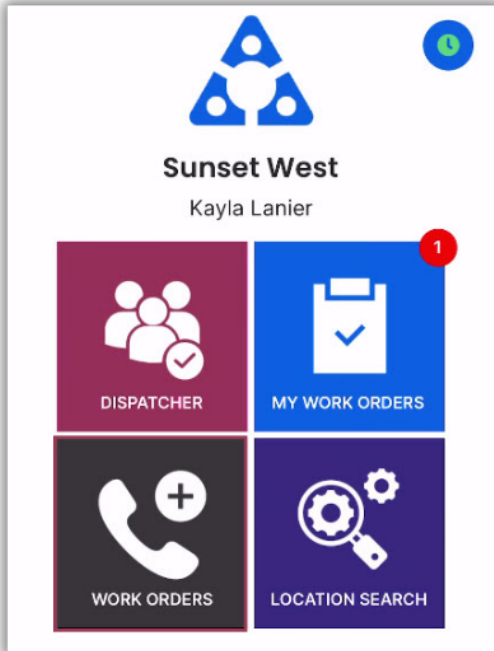 Sunset West
Kayla Lanier
1
DISPATCHER
MY WORK ORDERS
WORK ORDERS
LOCATION SEARCH